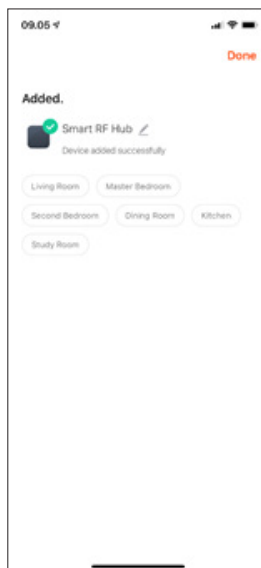 09.05
Done
Added.
Smart RF Hub
Device added successfully
Living Room Master Bedroom
Second Bedroom Dining Room Kitchen
Study Room